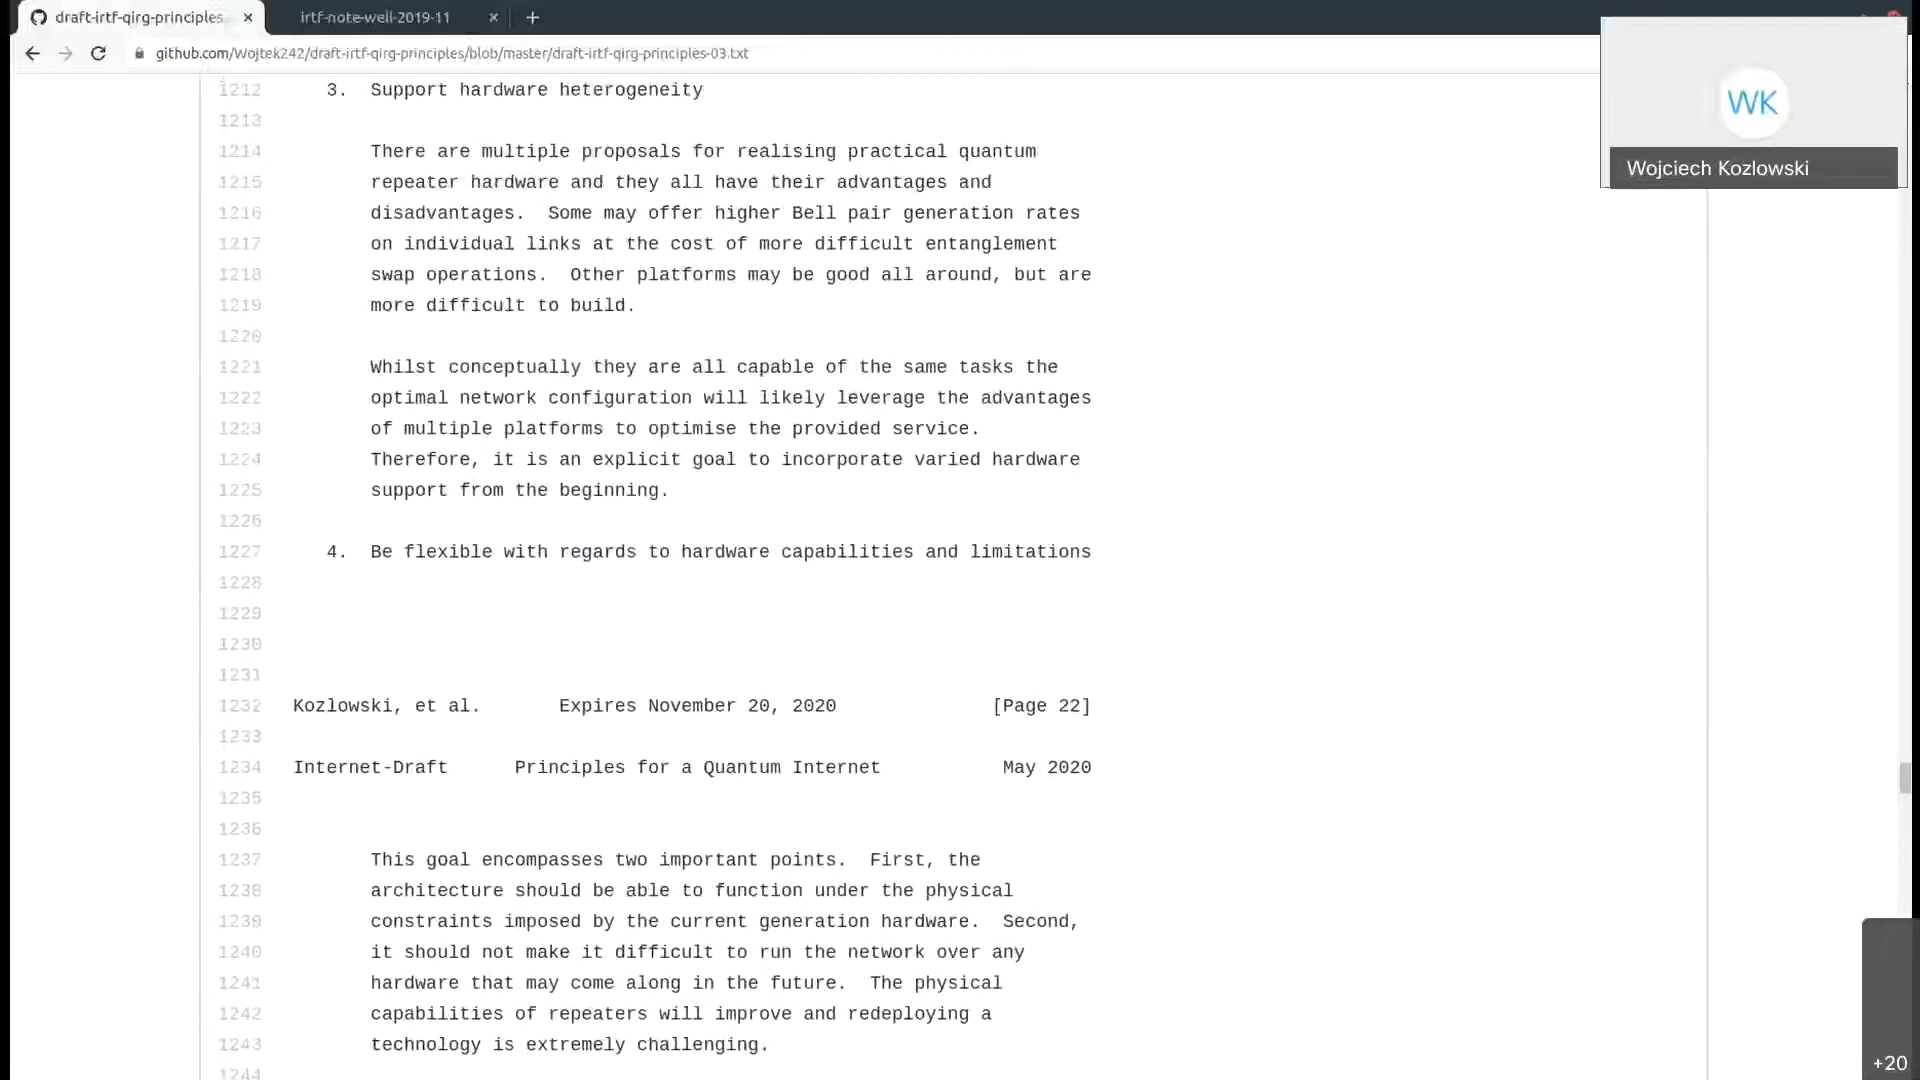 draft-irtf-qirg-principles
irtf-note-well-2019-11
github.com/Wojtek242/draft-irtf-qirg-principles/blob/master/draft-irtf-qirg-principles-03.txt
WK
Wojciech Kozlowski
1212 3. Support hardware heterogeneity
1213
1214 There are multiple proposals for realising practical quantum
1215 repeater hardware and they all have their advantages and
1216 disadvantages. Some may offer higher Bell pair generation rates
1217 on individual links at the cost of more difficult entanglement
1218 swap operations. Other platforms may be good all around, but are
1219 more difficult to build.
1220
1221 Whilst conceptually they are all capable of the same tasks the
1222 optimal network configuration will likely leverage the advantages
1223 of multiple platforms to optimise the provided service.
1224 Therefore, it is an explicit goal to incorporate varied hardware
1225 support from the beginning.
1226
1227 4. Be flexible with regards to hardware capabilities and limitations
1228
1229
1230
1231
1232 Kozlowski, et al. Expires November 20, 2020 [Page 22]
1233
1234 Internet-Draft Principles for a Quantum Internet May 2020
1235
1236
1237 This goal encompasses two important points. First, the
1238 architecture should be able to function under the physical
1239 constraints imposed by the current generation hardware. Second,
1240 it should not make it difficult to run the network over any
1241 hardware that may come along in the future. The physical
1242 capabilities of repeaters will improve and redeploying a
1243 technology is extremely challenging.
1244
+20